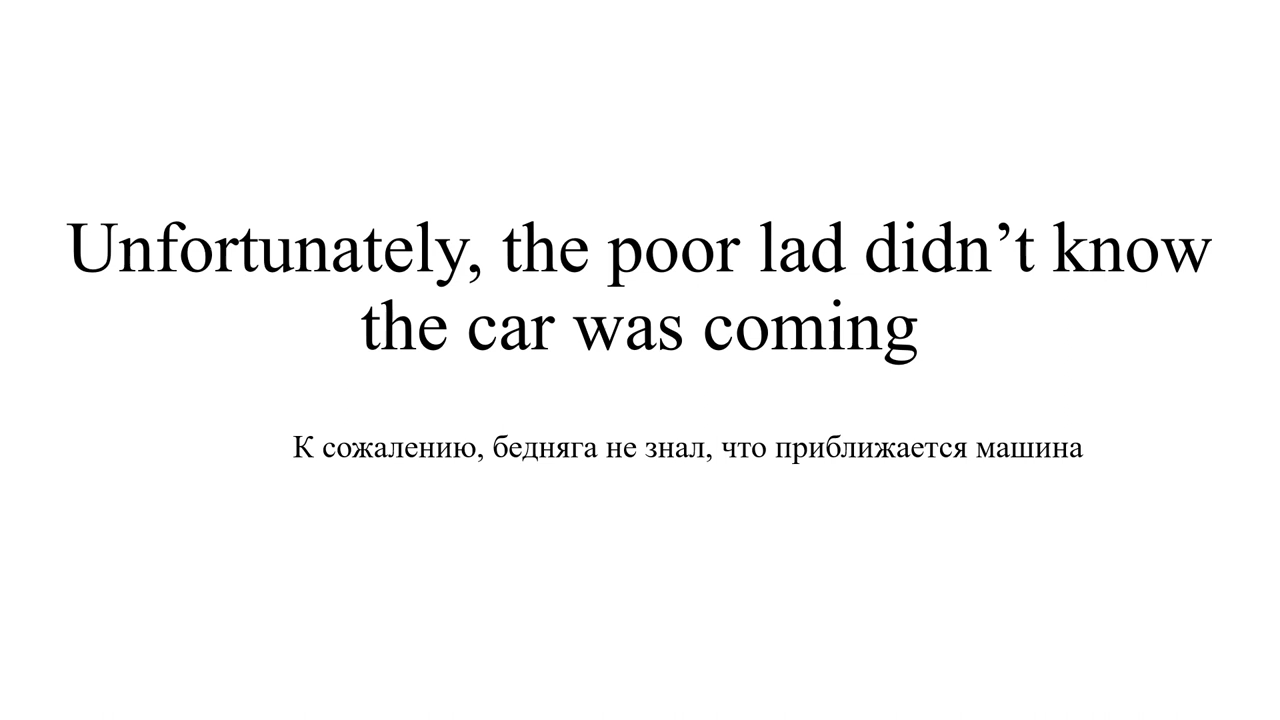 Unfortunately, the poor lad didn’t know
the car was coming
К сожалению, бедняга не знал, что приближается машина